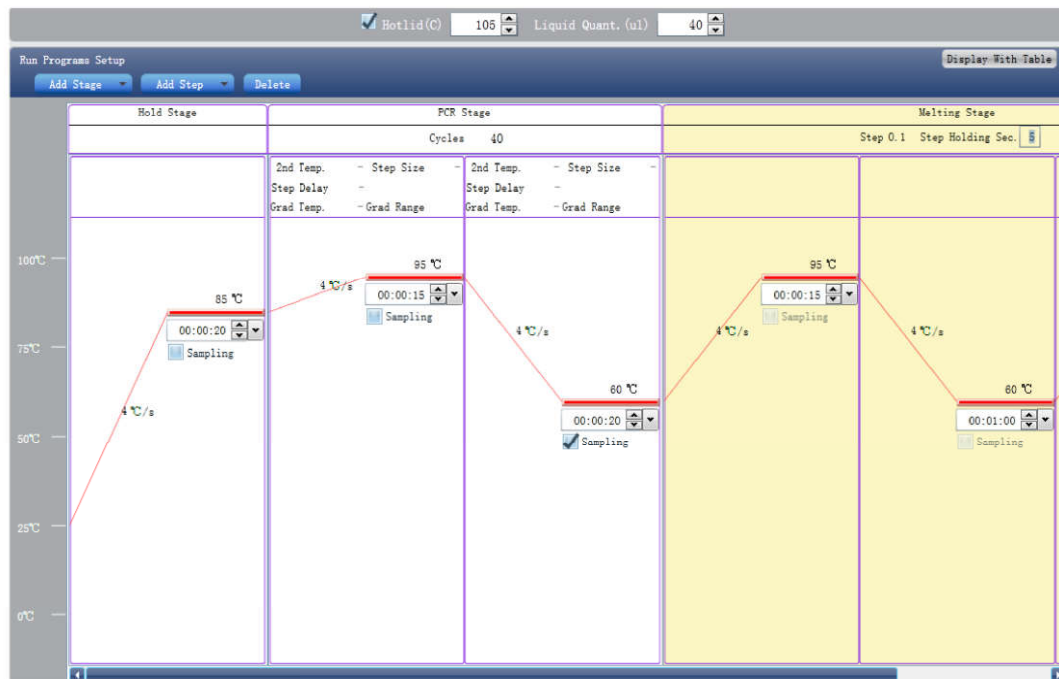 Hotlid(C) 105 Liquid Quant.(ul) 40
Run Programs Setup
Display With Table
Add Stage Add Step Delete
Hold Stage PCR Stage Melting Stage
Cycles 40 Step 0.1 Step Holding Sec. 5
2nd Temp. - Step Size - 2nd Temp. - Step Size -
Step Delay - Step Delay -
Grad Temp. - Grad Range Grad Temp. - Grad Range
100℃
95 ℃ 95 ℃
4 ℃/s 00:00:15 00:00:15
85 ℃ Sampling Sampling
00:00:20 4 ℃/s 4 ℃/s 4 ℃/s
75℃ Sampling
60 ℃ 60 ℃
4 ℃/s 00:00:20 00:01:00
50℃ Sampling Sampling
25℃
0℃